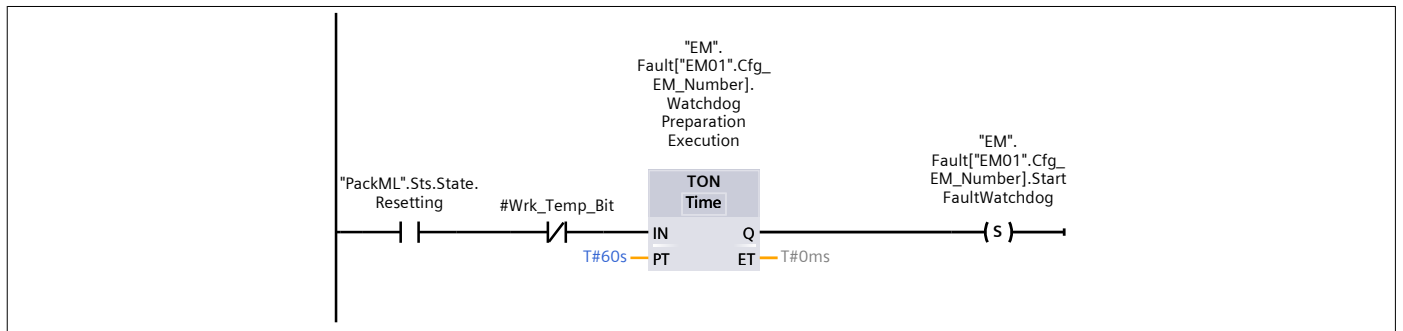 "EM".
Fault["EM01".Cfg_
EM_Number].
Watchdog
Preparation
Execution
"EM".
Fault["EM01".Cfg_
EM_Number].Start
FaultWatchdog
"PackML".Sts.State.
Resetting
#Wrk_Temp_Bit
TON
Time
IN
Q
S
T#60s
PT
ET
T#0ms